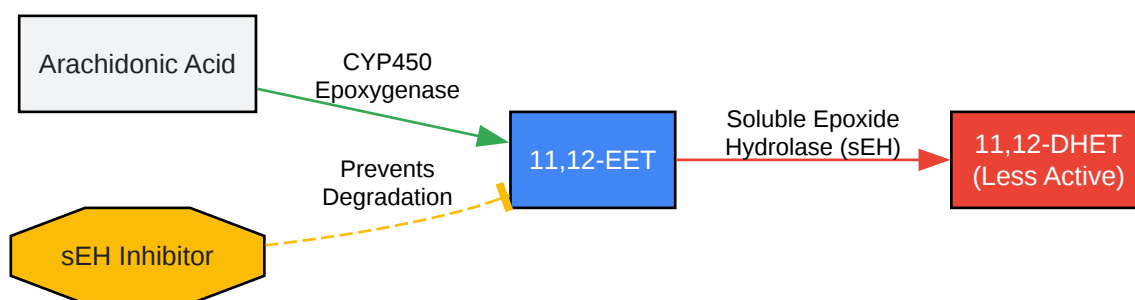 Arachidonic Acid
CYP450
Epoxygenase
11,12-EET
Soluble Epoxide
Hydrolase (sEH)
11,12-DHET
(Less Active)
Prevents
Degradation
sEH Inhibitor